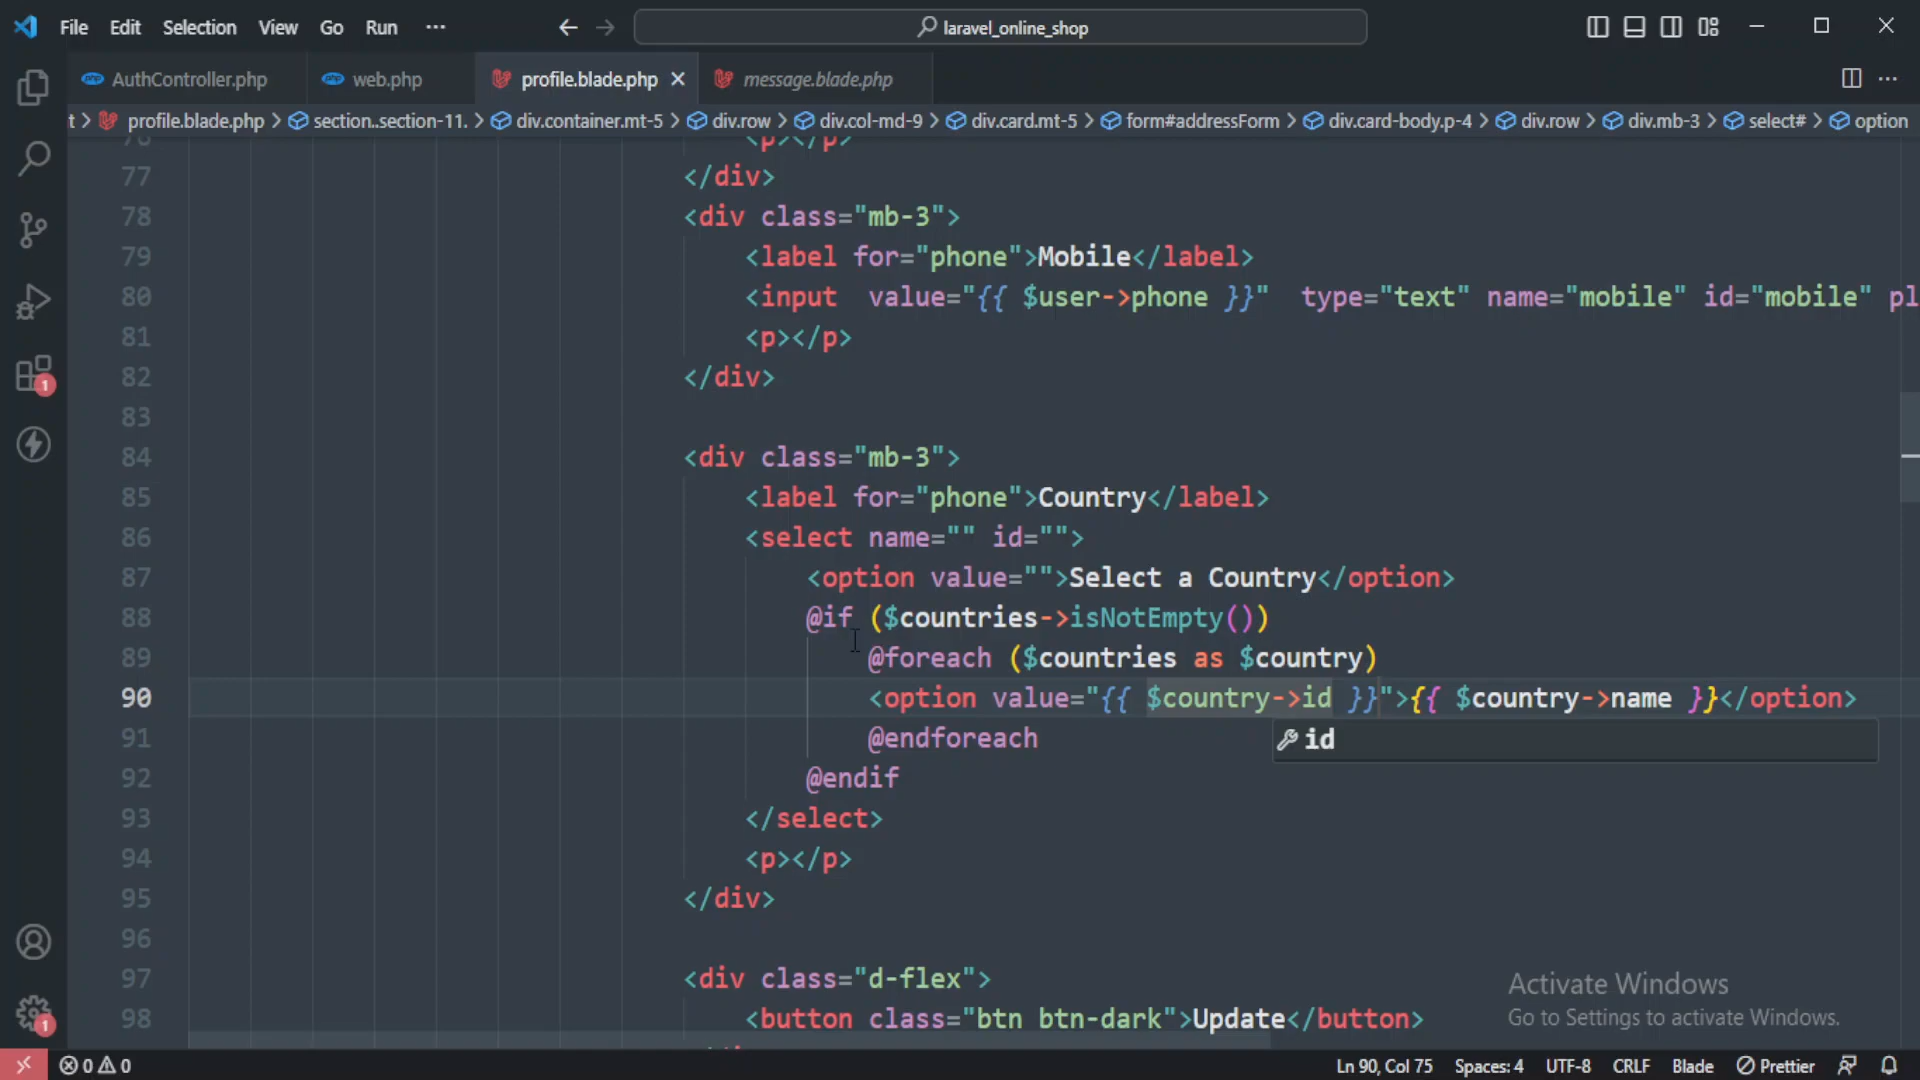 File Edit Selection View Go Run ··· laravel_online_shop
AuthController.php web.php profile.blade.php message.blade.php
t > profile.blade.php > section..section-11. > div.container.mt-5 > div.row > div.col-md-9 > div.card.mt-5 > form#addressForm > div.card-body.p-4 > div.row > div.mb-3 > select# > option
76 <p></p>
77 </div>
78 <div class="mb-3">
79 <label for="phone">Mobile</label>
80 <input  value="{{ $user->phone }}"  type="text" name="mobile" id="mobile" pl
81 <p></p>
82 </div>
83
84 <div class="mb-3">
85 <label for="phone">Country</label>
86 <select name="" id="">
87 <option value="">Select a Country</option>
88 @if ($countries->isNotEmpty())
89 @foreach ($countries as $country)
90 <option value="{{ $country->id }}">{{ $country->name }}</option>
91 @endforeach
id
92 @endif
93 </select>
94 <p></p>
95 </div>
96
97 <div class="d-flex">
98 <button class="btn btn-dark">Update</button>
Activate Windows
Go to Settings to activate Windows.
1
1
0 0 Ln 90, Col 75 Spaces: 4 UTF-8 CRLF Blade Prettier